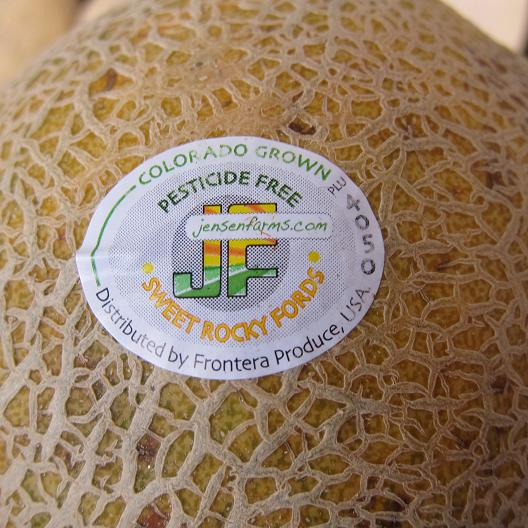 COLORADO GROWN
PLU 4050
PESTICIDE FREE
JF
jensenfarms.com
SWEET ROCKY FORDS
Distributed by Frontera Produce, USA.